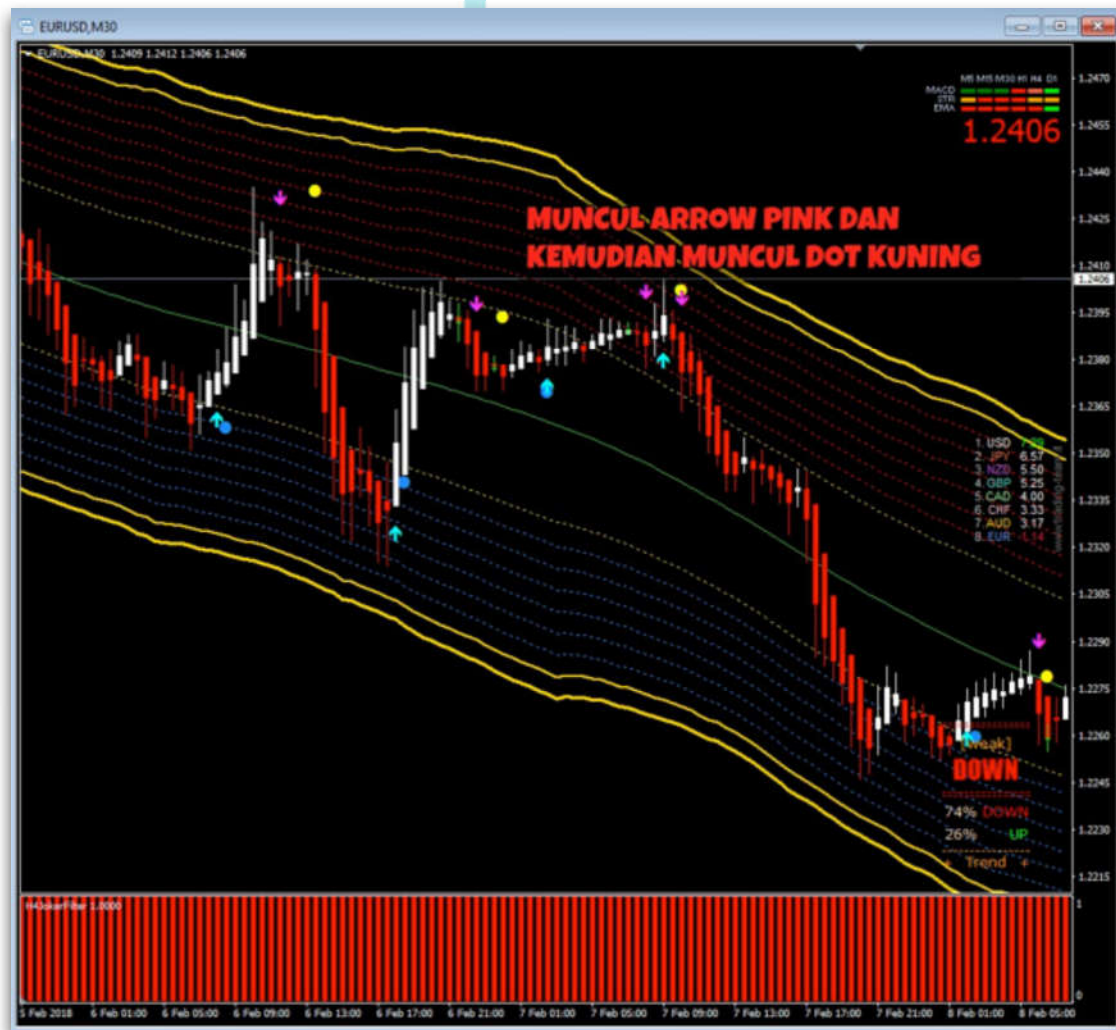 EURUSD,M30
EURUSD,M30 1.2409 1.2412 1.2406 1.2406
M5 M15 M30 H1 H4 D1
MACD
STR
EMA
1.2406
MUNCUL ARROW PINK DAN
KEMUDIAN MUNCUL DOT KUNING
1.2470
1.2455
1.2440
1.2425
1.2410
1.2406
1.2395
1.2380
1.2365
1.2350
1.2335
1.2320
1.2305
1.2290
1.2275
1.2260
1.2245
1.2230
1.2215
1. USD
2. JPY 6.57
3. NZD 5.50
4. GBP 5.25
5. CAD 4.00
6. CHF 3.33
7. AUD 3.17
8. EUR 1.14
[weak]
DOWN
74% DOWN
26% UP
+ Trend +
H4JokerFilter 1.0000
1
0
5 Feb 2018 6 Feb 01:00 6 Feb 05:00 6 Feb 09:00 6 Feb 13:00 6 Feb 17:00 6 Feb 21:00 7 Feb 01:00 7 Feb 05:00 7 Feb 09:00 7 Feb 13:00 7 Feb 17:00 7 Feb 21:00 8 Feb 01:00 8 Feb 05:00